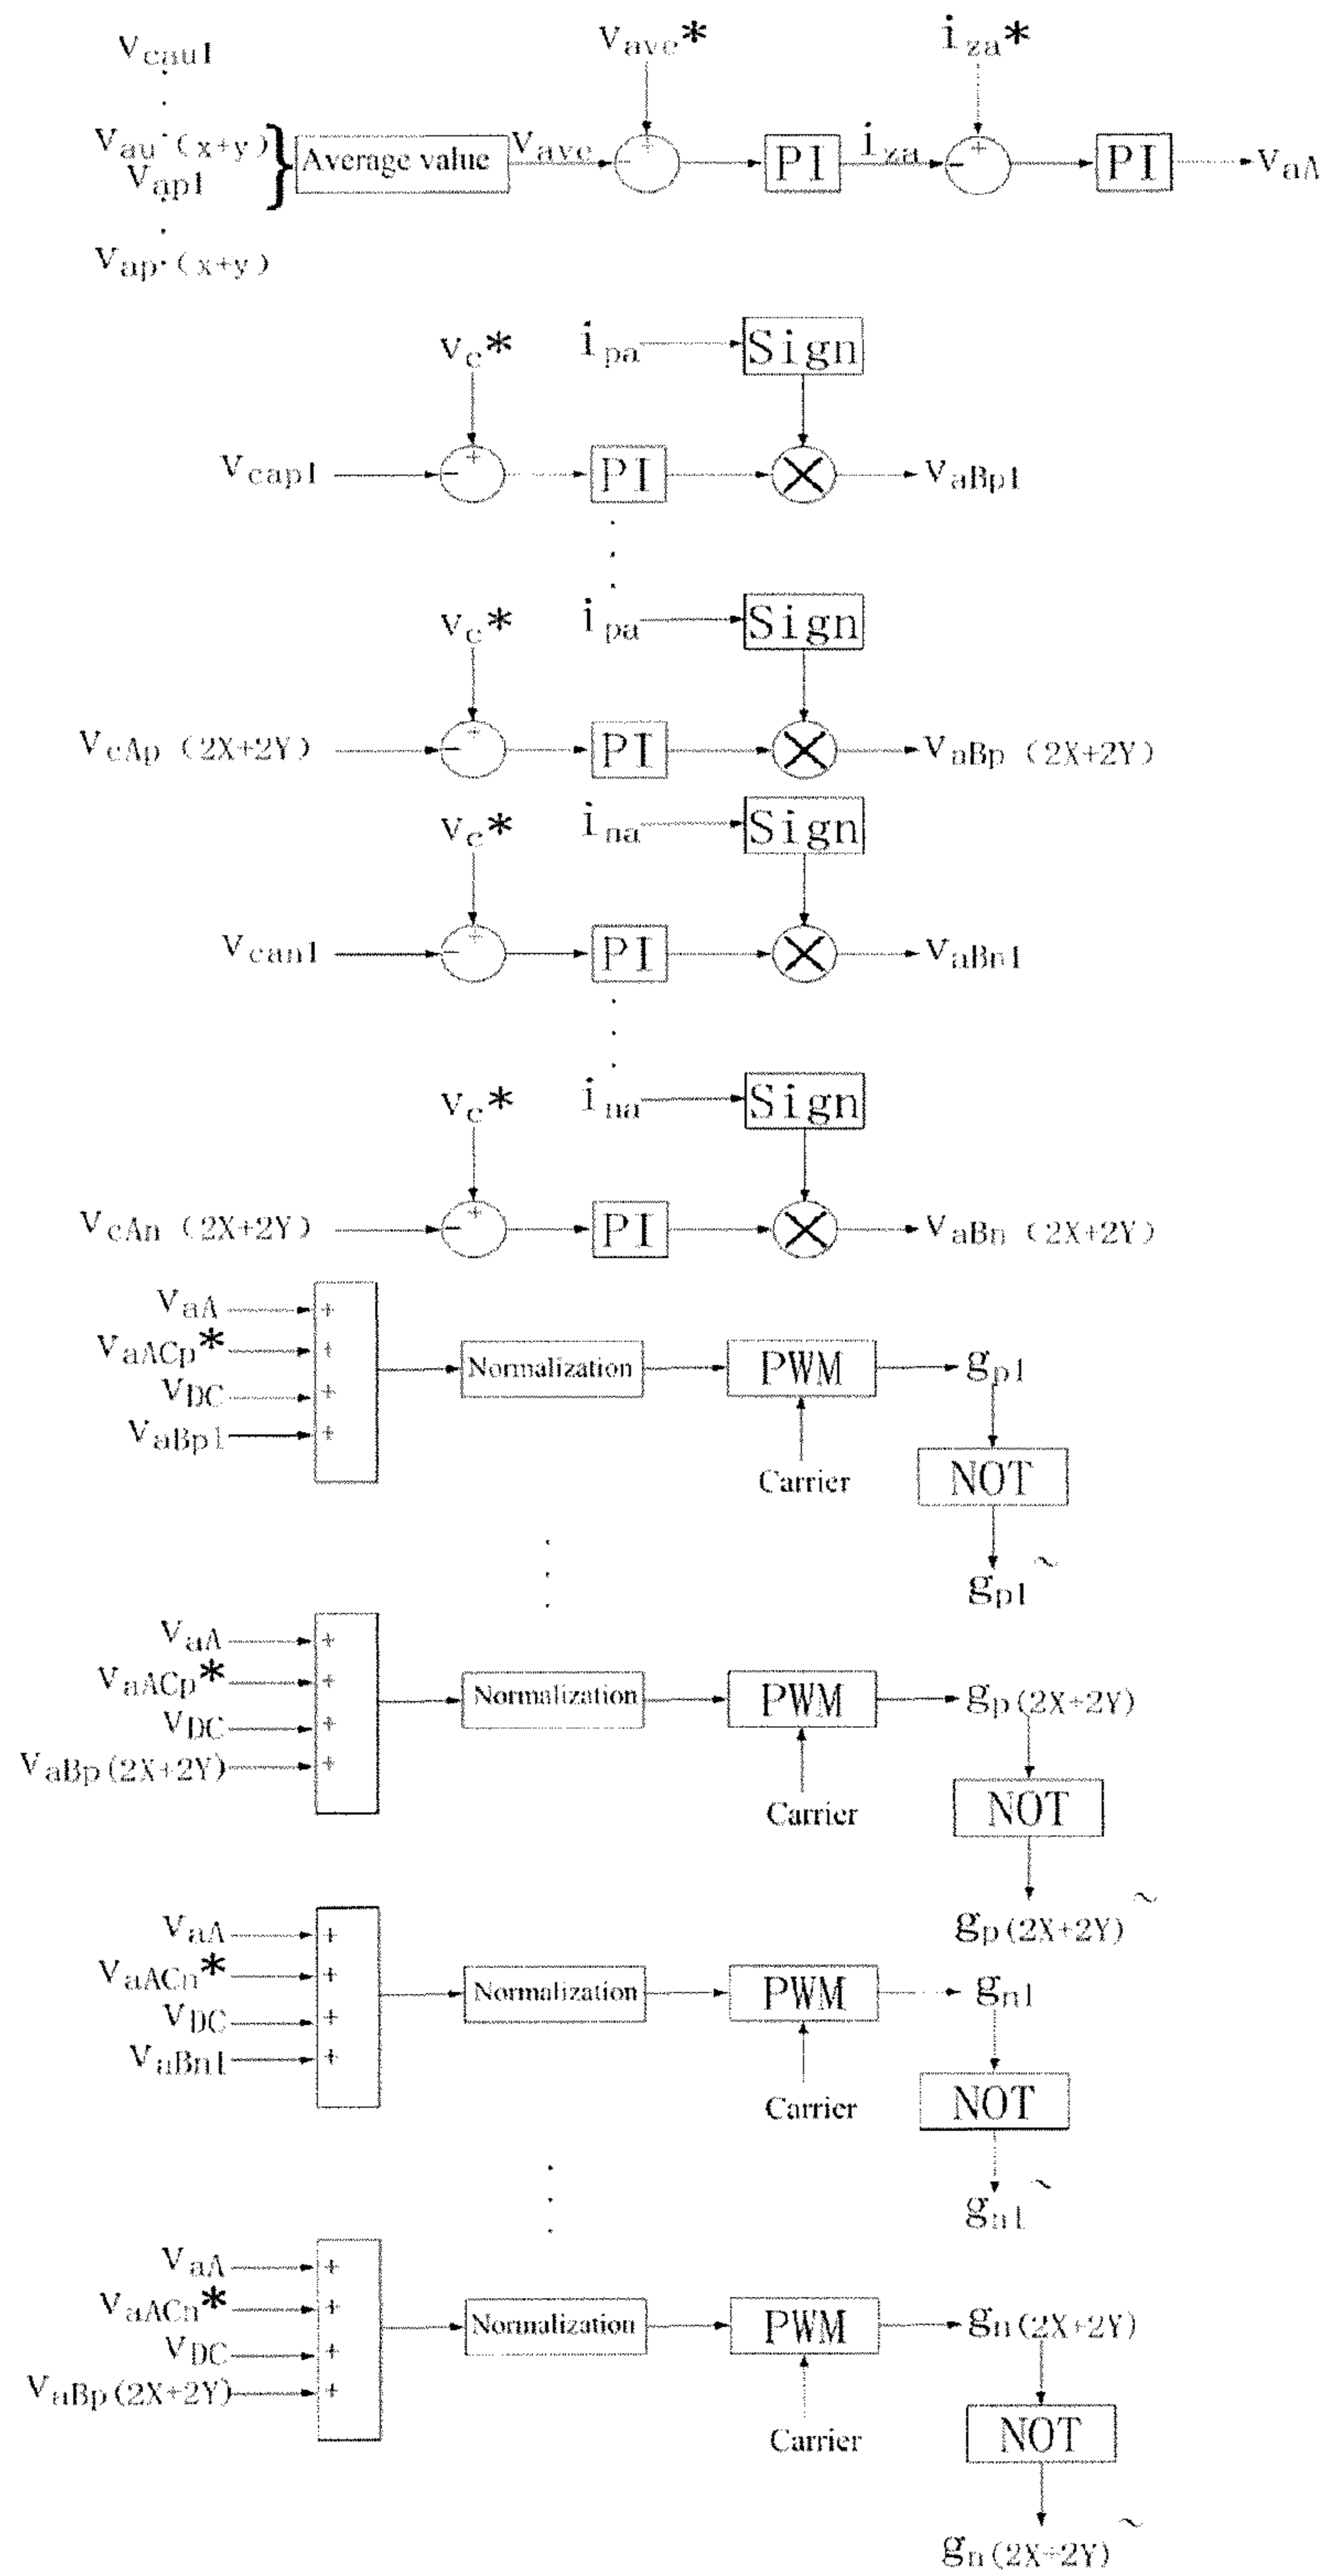 Vcau1
Vave*
iza*
Vau (x+y)
Vap1
Average value
Vave
+
−
PI
iza
+
−
PI
VaA
Vap (x+y)
Vc*
ipa
Sign
Vcap1
+
−
PI
VaBp1
Vc*
ipa
Sign
VcAp (2X+2Y)
+
−
PI
VaBp (2X+2Y)
Vc*
ina
Sign
Vcan1
+
−
PI
VaBn1
Vc*
ina
Sign
VcAn (2X+2Y)
+
−
PI
VaBn (2X+2Y)
VaA +
VaACp* +
VDC +
VaBp1 +
Normalization
PWM
gp1
Carrier
NOT
gp1~
VaA +
VaACp* +
VDC +
VaBp(2X+2Y) +
Normalization
PWM
gp(2X+2Y)
Carrier
NOT
gp(2X+2Y)~
VaA +
VaACn* +
VDC +
VaBn1 +
Normalization
PWM
gn1
Carrier
NOT
gn1~
VaA +
VaACn* +
VDC +
VaBp(2X+2Y) +
Normalization
PWM
gn(2X+2Y)
Carrier
NOT
gn(2X+2Y)~